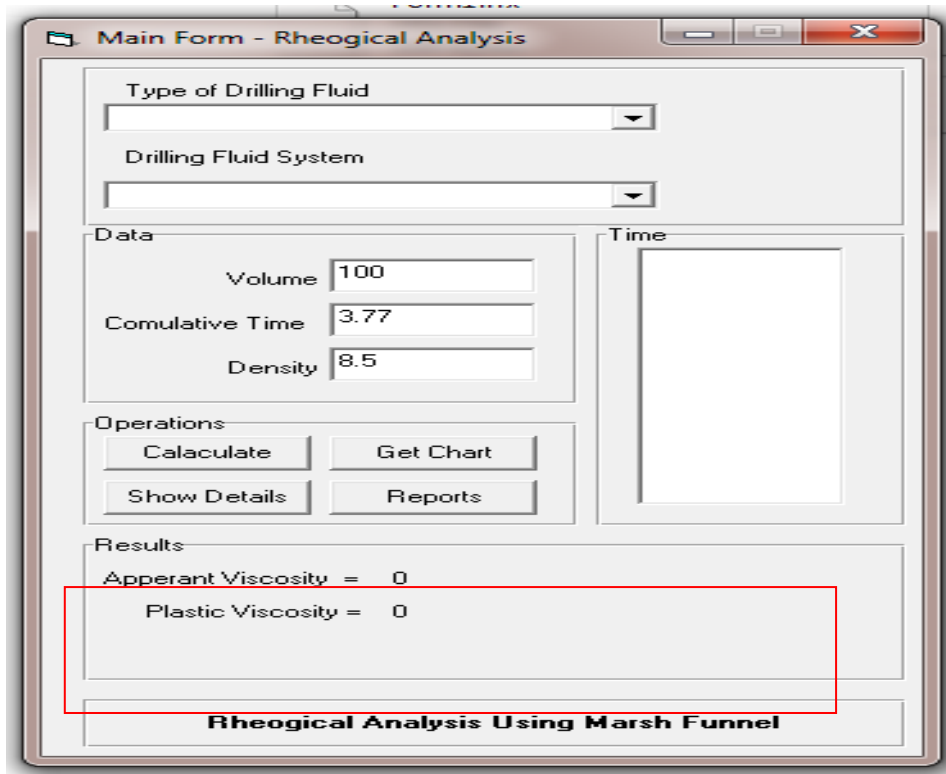 Main Form - Rheogical Analysis
Type of Drilling Fluid
Drilling Fluid System
Data
Volume 100
Comulative Time 3.77
Density 8.5
Time
Operations
Calaculate Get Chart
Show Details Reports
Results
Apperant Viscosity = 0
Plastic Viscosity = 0
Rheogical Analysis Using Marsh Funnel